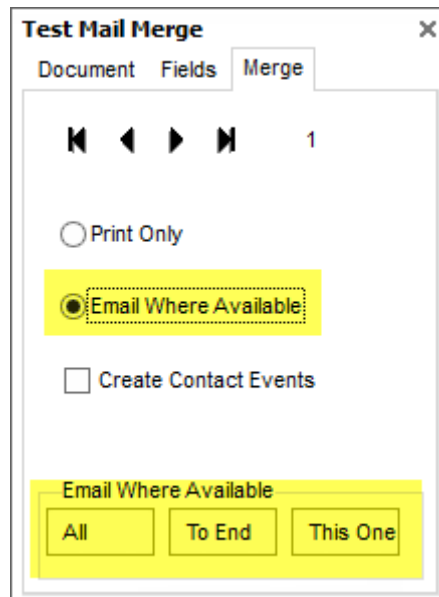 Test Mail Merge
Document Fields Merge
1
Print Only
Email Where Available
Create Contact Events
Email Where Available
All To End This One